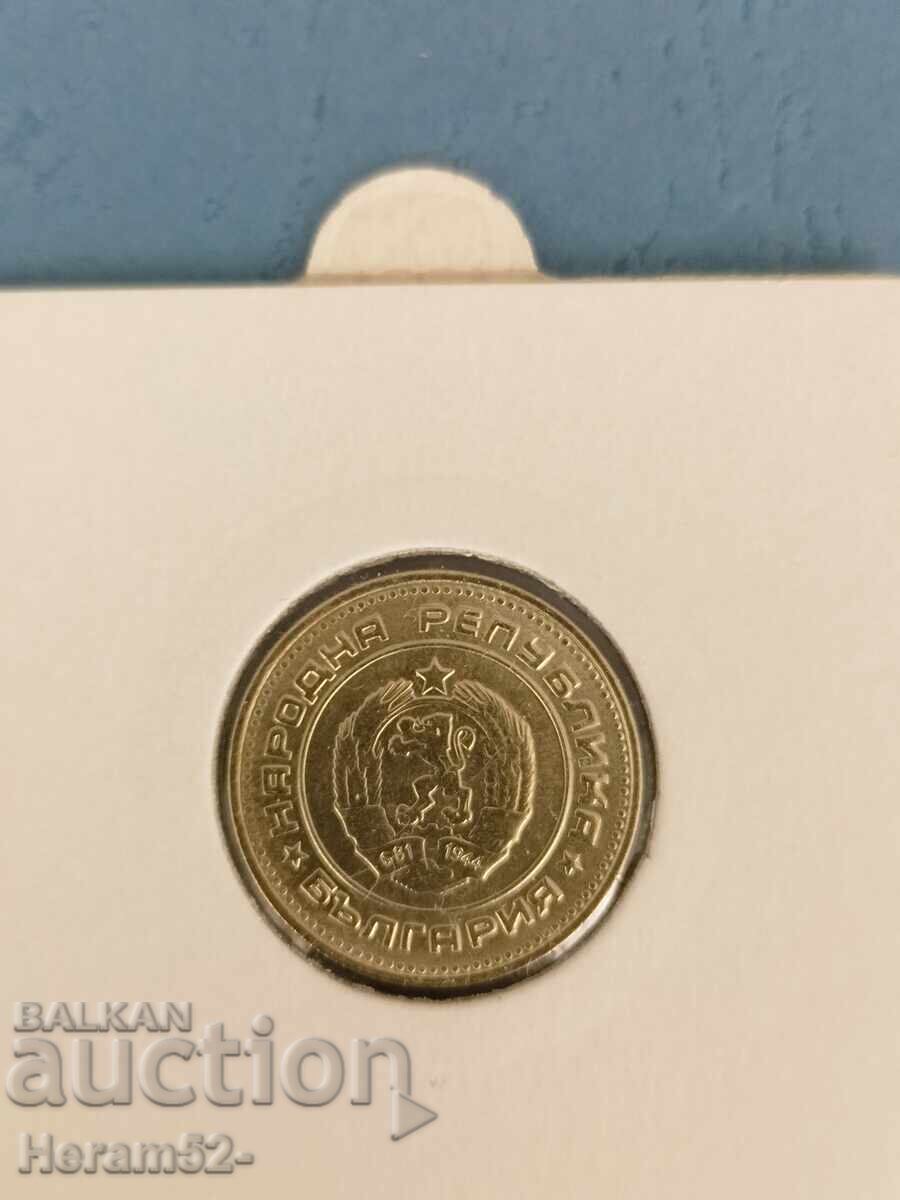 НАРОДНА РЕПУБЛИКА
БЪЛГАРИЯ
681 1944
BALKAN
auction
Heram52-